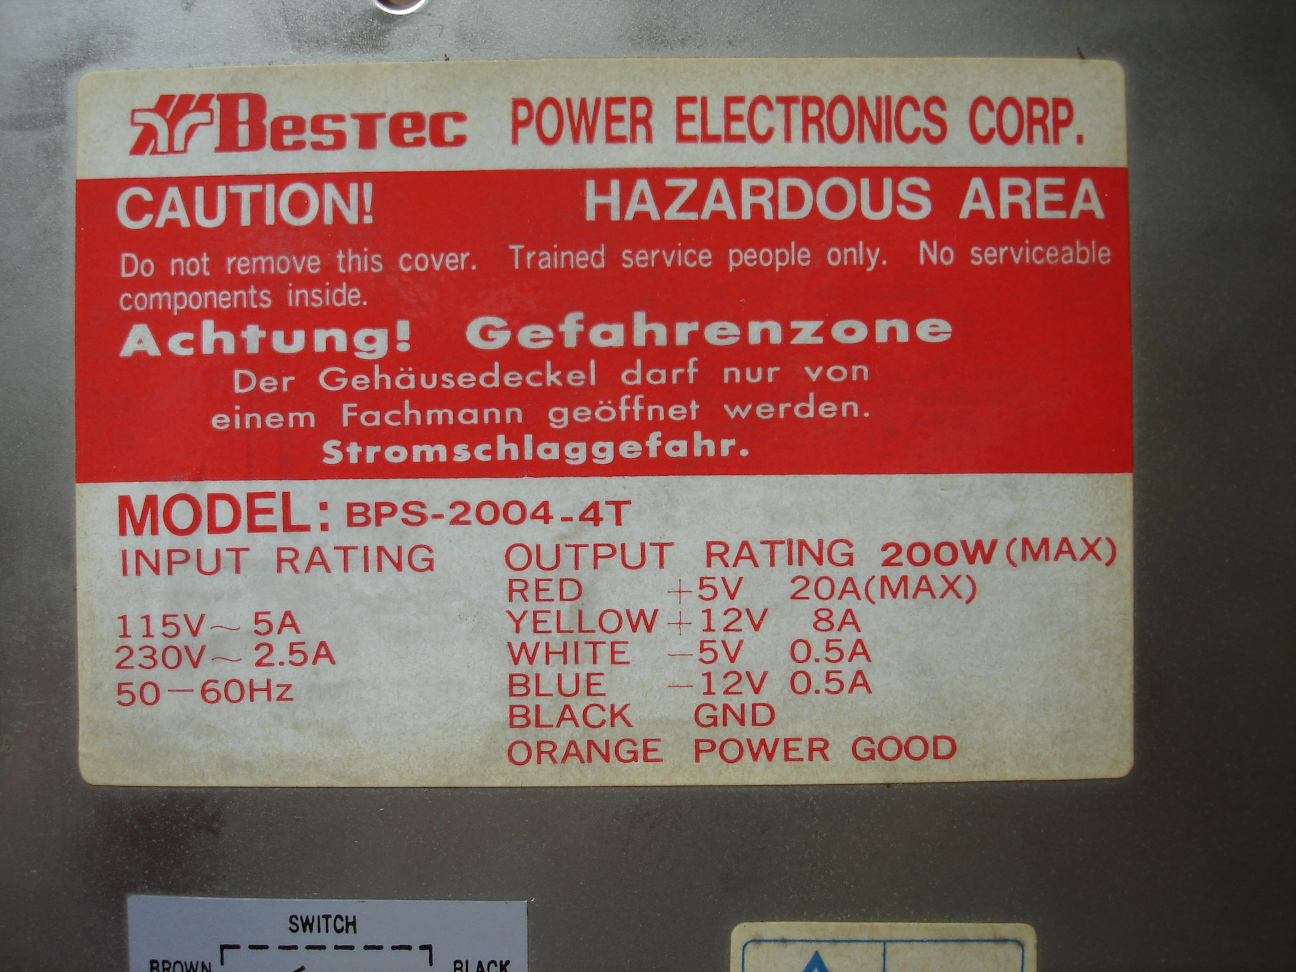 BESTEC POWER ELECTRONICS CORP.
CAUTION! HAZARDOUS AREA
Do not remove this cover. Trained service people only. No serviceable
components inside.
Achtung! Gefahrenzone
Der Gehäusedeckel darf nur von
einem Fachmann geöffnet werden.
Stromschlaggefahr.
MODEL: BPS-2004-4T
INPUT RATING OUTPUT RATING 200W (MAX)
RED +5V 20A(MAX)
115V~ 5A YELLOW +12V 8A
230V~ 2.5A WHITE -5V 0.5A
50-60Hz BLUE -12V 0.5A
BLACK GND
ORANGE POWER GOOD
SWITCH
BROWN BLACK